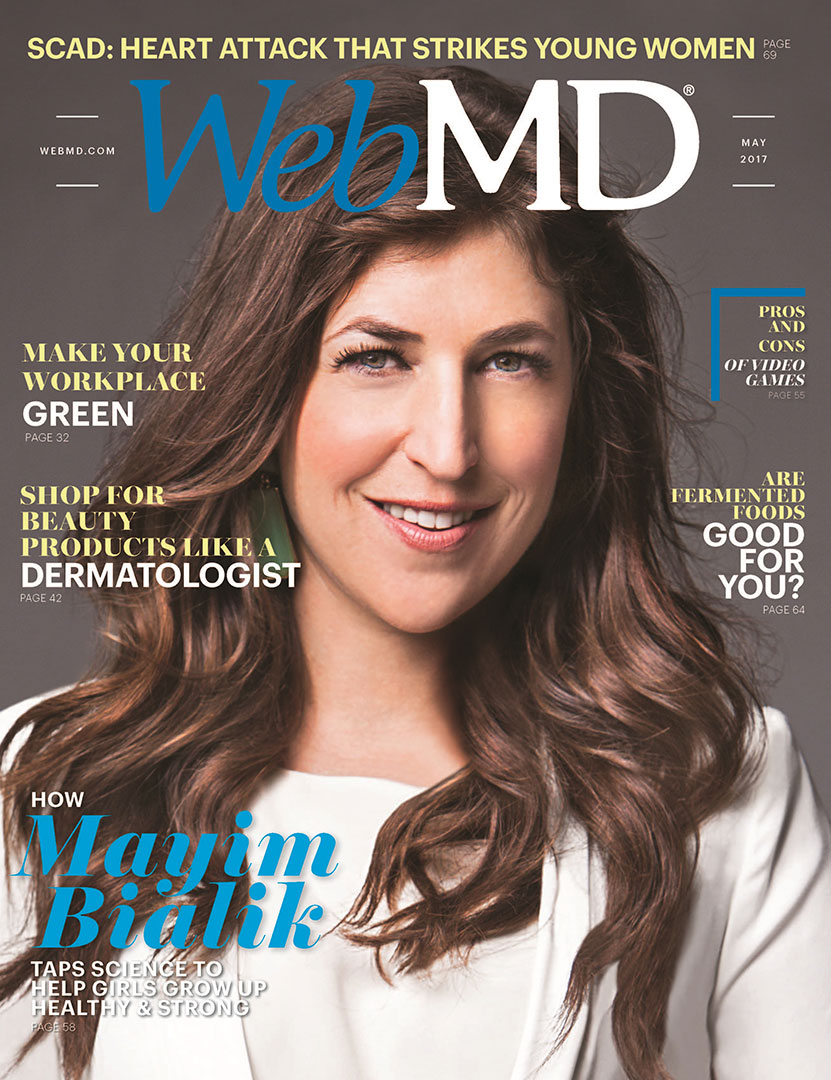 SCAD: HEART ATTACK THAT STRIKES YOUNG WOMEN PAGE 69
WebMD®
WEBMD.COM
MAY
2017
MAKE YOUR
WORKPLACE
GREEN
PAGE 32
PROS
AND
CONS
OF VIDEO
GAMES
PAGE 55
SHOP FOR
BEAUTY
PRODUCTS LIKE A
DERMATOLOGIST
PAGE 42
ARE
FERMENTED
FOODS
GOOD
FOR
YOU?
PAGE 64
HOW
Mayim
Bialik
TAPS SCIENCE TO
HELP GIRLS GROW UP
HEALTHY & STRONG
PAGE 58